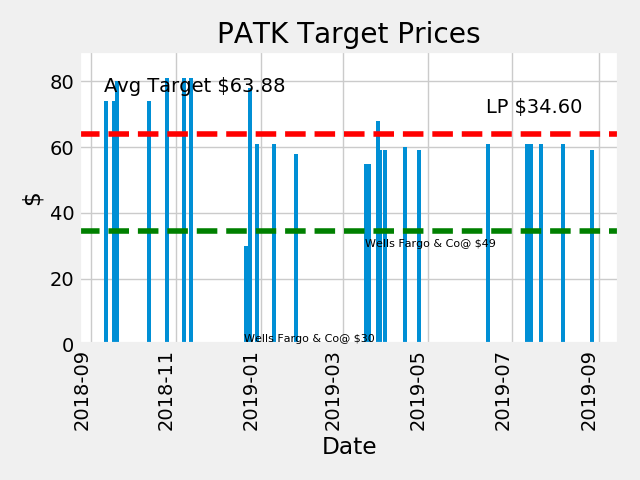 PATK Target Prices
Avg Target $63.88
LP $34.60
Wells Fargo & Co@ $49
Wells Fargo & Co@ $30
$
80
60
40
20
0
2018-09
2018-11
2019-01
2019-03
2019-05
2019-07
2019-09
Date